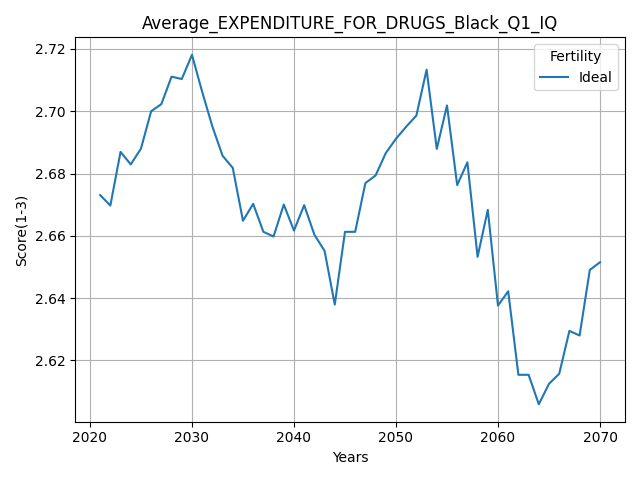 Average_EXPENDITURE_FOR_DRUGS_Black_Q1_IQ
Fertility
Ideal
Score(1-3)
2.72
2.70
2.68
2.66
2.64
2.62
2020 2030 2040 2050 2060 2070
Years